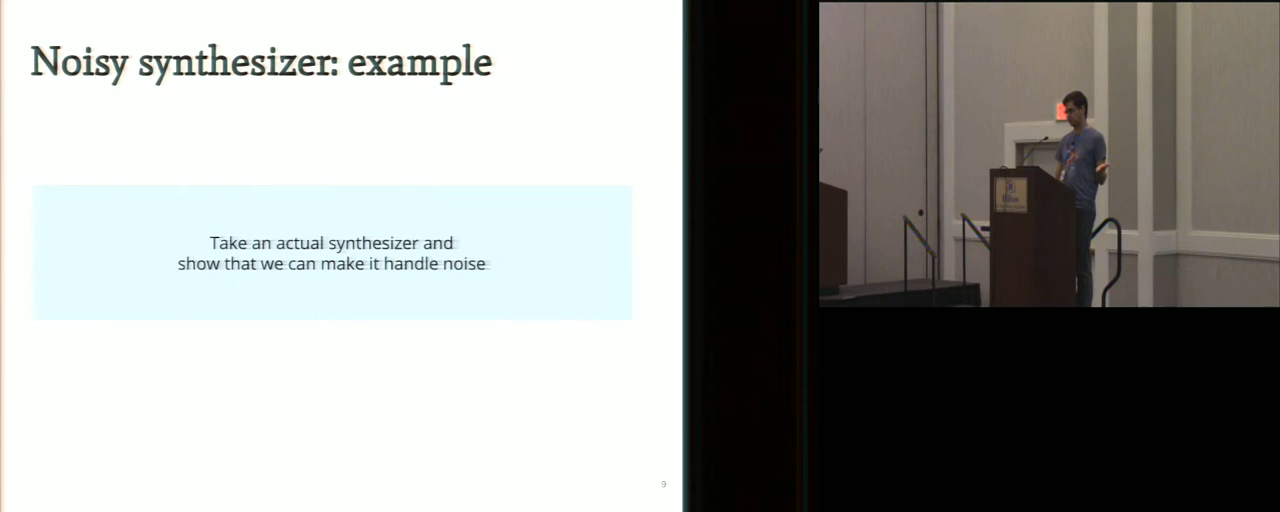 Noisy synthesizer: example
Take an actual synthesizer and
show that we can make it handle noise
9